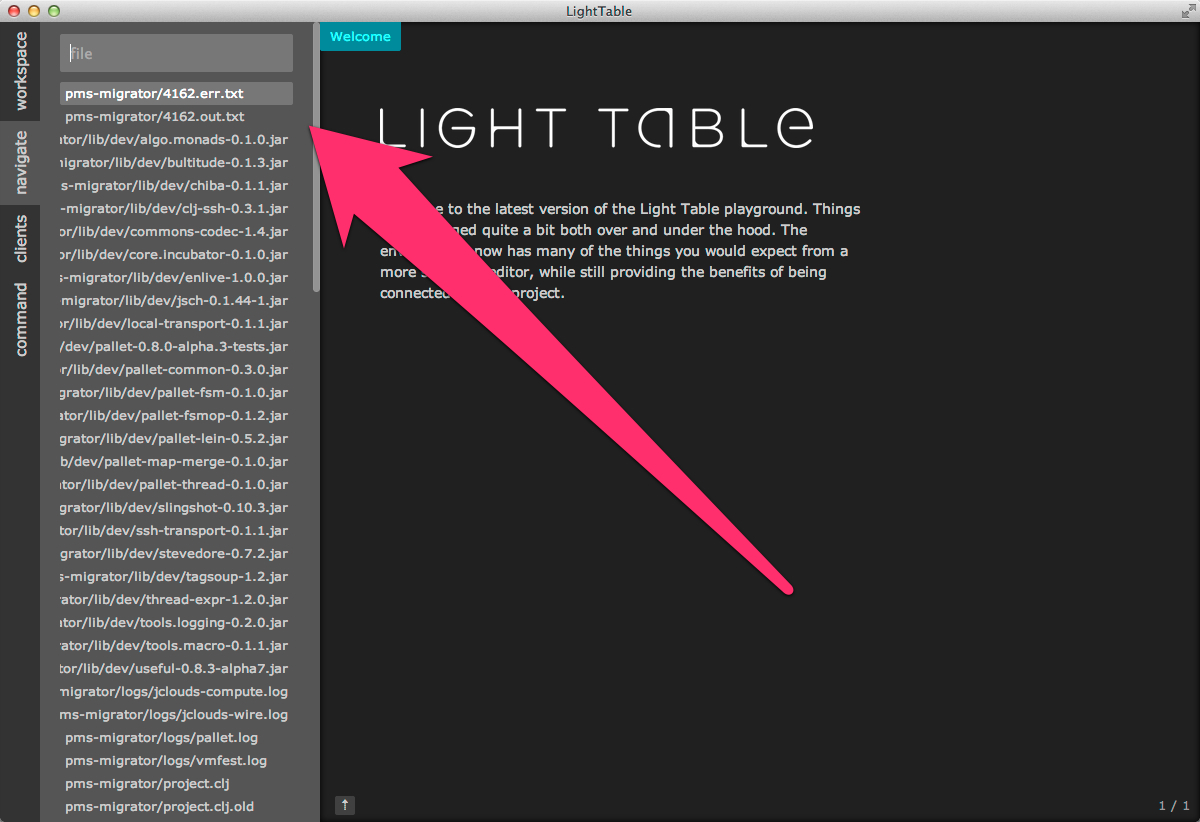 LightTable
workspace
navigate
clients
command
file
pms-migrator/4162.err.txt
pms-migrator/4162.out.txt
ator/lib/dev/algo.monads-0.1.0.jar
migrator/lib/dev/bultitude-0.1.3.jar
s-migrator/lib/dev/chiba-0.1.1.jar
-migrator/lib/dev/clj-ssh-0.3.1.jar
or/lib/dev/commons-codec-1.4.jar
or/lib/dev/core.incubator-0.1.0.jar
s-migrator/lib/dev/enlive-1.0.0.jar
-migrator/lib/dev/jsch-0.1.44-1.jar
or/lib/dev/local-transport-0.1.1.jar
/dev/pallet-0.8.0-alpha.3-tests.jar
r/lib/dev/pallet-common-0.3.0.jar
grator/lib/dev/pallet-fsm-0.1.0.jar
ator/lib/dev/pallet-fsmop-0.1.2.jar
grator/lib/dev/pallet-lein-0.5.2.jar
b/dev/pallet-map-merge-0.1.0.jar
ator/lib/dev/pallet-thread-0.1.0.jar
grator/lib/dev/slingshot-0.10.3.jar
tor/lib/dev/ssh-transport-0.1.1.jar
grator/lib/dev/stevedore-0.7.2.jar
s-migrator/lib/dev/tagsoup-1.2.jar
rator/lib/dev/thread-expr-1.2.0.jar
ator/lib/dev/tools.logging-0.2.0.jar
rator/lib/dev/tools.macro-0.1.1.jar
tor/lib/dev/useful-0.8.3-alpha7.jar
migrator/logs/jclouds-compute.log
ms-migrator/logs/jclouds-wire.log
pms-migrator/logs/pallet.log
pms-migrator/logs/vmfest.log
pms-migrator/project.clj
pms-migrator/project.clj.old
Welcome
LIGHT TABLE
to the latest version of the Light Table playground. Things
quite a bit both over and under the hood. The
now has many of the things you would expect from a
more editor, while still providing the benefits of being
connected project.
↑
1 / 1